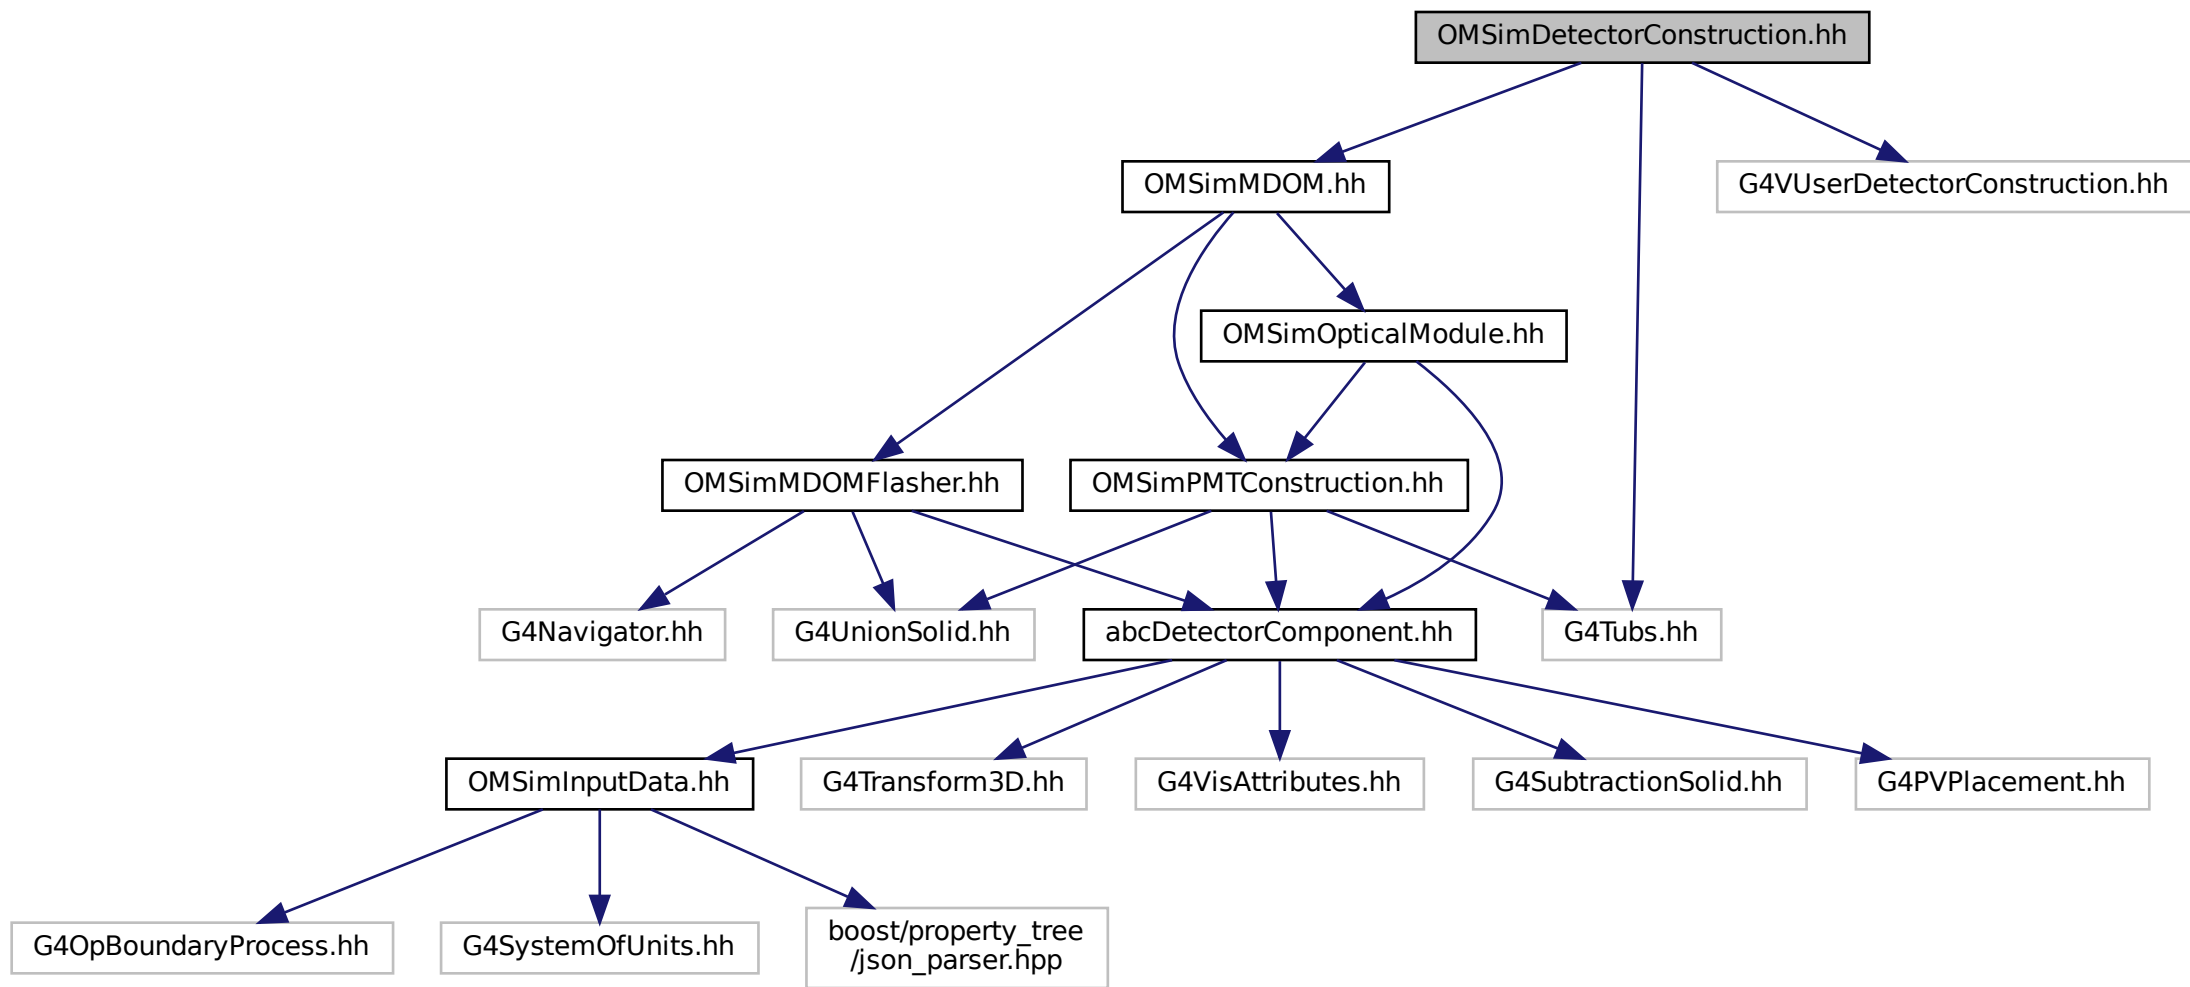 OMSimDetectorConstruction.hh
OMSimMDOM.hh
G4VUserDetectorConstruction.hh
OMSimOpticalModule.hh
OMSimMDOMFlasher.hh
OMSimPMTConstruction.hh
G4Navigator.hh
G4UnionSolid.hh
abcDetectorComponent.hh
G4Tubs.hh
OMSimInputData.hh
G4Transform3D.hh
G4VisAttributes.hh
G4SubtractionSolid.hh
G4PVPlacement.hh
G4OpBoundaryProcess.hh
G4SystemOfUnits.hh
boost/property_tree
/json_parser.hpp